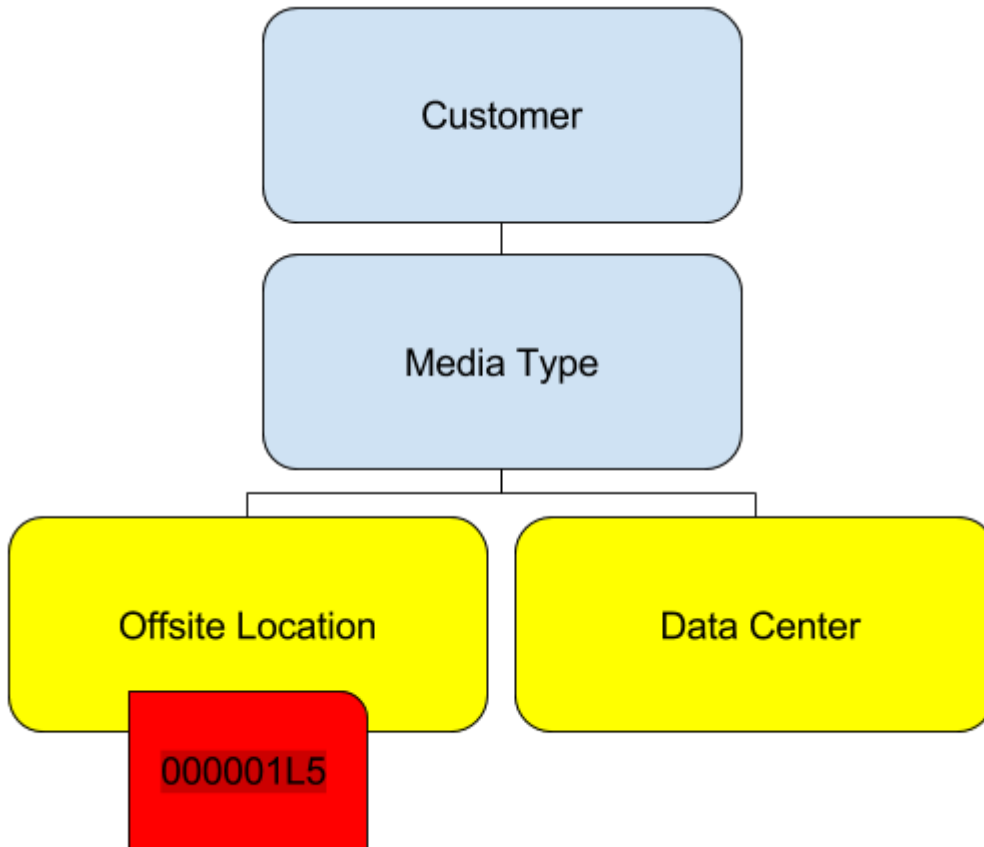 Customer
Media Type
Offsite Location
Data Center
000001L5